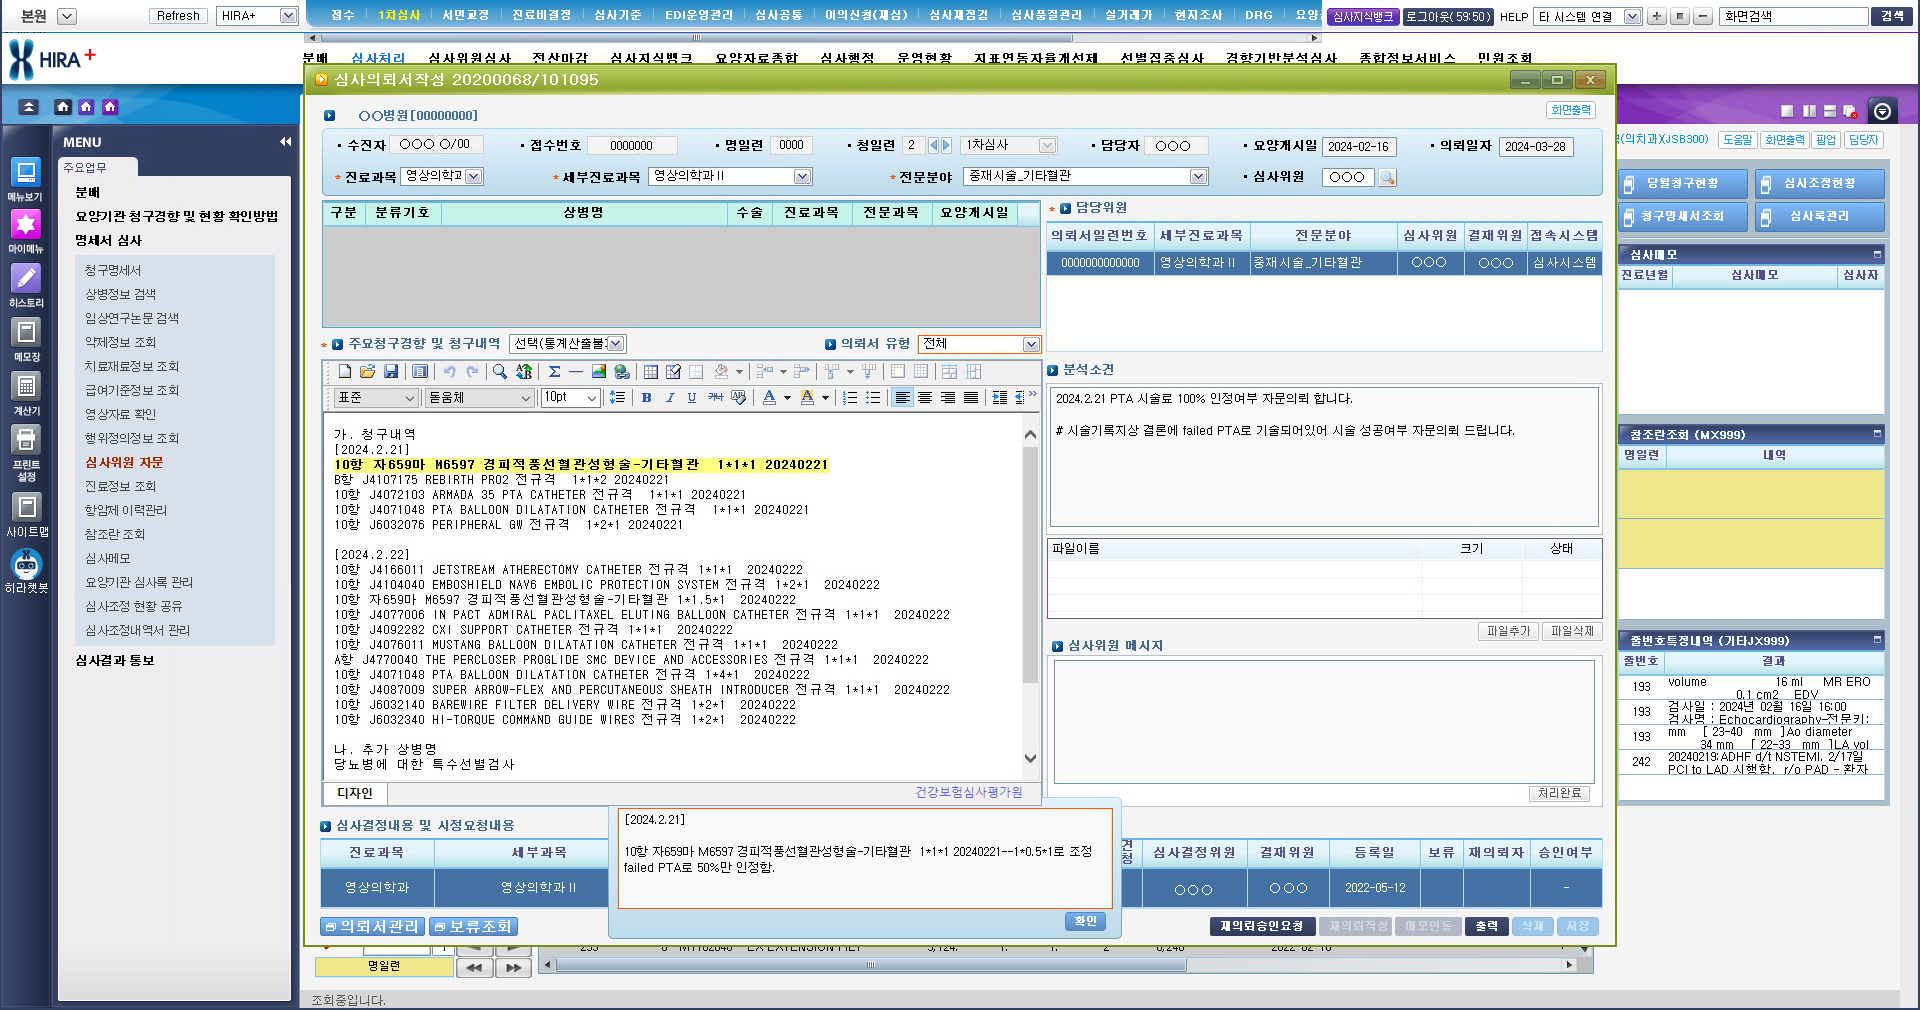 본원 Refresh HIRA+ 접수 1차심사 서면교정 진료비결정 심사기준 EDI운영관리 심사공통 이의신청(재심) 심사재점검 심사품질관리 실거래가 현지조사 DRG 심사지식뱅크 로그아웃(59:50) HELP 타 시스템 연결 화면검색 검색
HIRA+
분배 심사처리 심사위원심사 전산마감 심사지식뱅크 요양자료종합 심사행정 운영현황 지표연동자율개선제 선별집중심사 경향기반분석심사 종합정보서비스 민원조회
MENU
주요업무
분배
요양기관 청구경향 및 현황 확인방법
명세서 심사
청구명세서
상병정보 검색
임상연구논문 검색
약제정보 조회
치료재료정보 조회
급여기준정보 조회
영상자료 확인
행위정의정보 조회
심사위원 자문
진료정보 조회
항암제 이력관리
참조란 조회
심사메모
요양기관 심사록 관리
심사조정 현황 공유
심사조정내역서 관리
심사결과 통보
메뉴보기
마이메뉴
히스토리
메모장
계산기
프린트
설정
사이트맵
히라챗봇
심사의뢰서작성 20200068/101095
○○병원[00000000] 화면출력
수진자 ○○○ ○/00 접수번호 0000000 명일련 0000 청일련 2 1차심사 담당자 ○○○ 요양개시일 2024-02-16 의뢰일자 2024-03-28
* 진료과목 영상의학과 * 세부진료과목 영상의학과Ⅱ * 전문분야 중재시술_기타혈관 심사위원 ○○○
구분 분류기호 상병명 수술 진료과목 전문과목 요양개시일
* 담당위원
의뢰서일련번호 세부진료과목 전문분야 심사위원 결재위원 접속시스템
0000000000000 영상의학과Ⅱ 중재시술_기타혈관 ○○○ ○○○ 심사시스템
* 주요청구경향 및 청구내역 선택(통계산출불 의뢰서 유형 전체
표준 돋움체 10pt
가. 청구내역
[2024.2.21]
10항 자659마 M6597 경피적풍선혈관성형술-기타혈관 1*1*1 20240221
B항 J4107175 REBIRTH PRO2 전규격 1*1*2 20240221
10항 J4072103 ARMADA 35 PTA CATHETER 전규격 1*1*1 20240221
10항 J4071048 PTA BALLOON DILATATION CATHETER 전규격 1*1*1 20240221
10항 J6032076 PERIPHERAL GW 전규격 1*2*1 20240221
[2024.2.22]
10항 J4166011 JETSTREAM ATHERECTOMY CATHETER 전규격 1*1*1 20240222
10항 J4104040 EMBOSHIELD NAV6 EMBOLIC PROTECTION SYSTEM 전규격 1*2*1 20240222
10항 자659마 M6597 경피적풍선혈관성형술-기타혈관 1*1.5*1 20240222
10항 J4077006 IN PACT ADMIRAL PACLITAXEL ELUTING BALLOON CATHETER 전규격 1*1*1 20240222
10항 J4092282 CXI SUPPORT CATHETER 전규격 1*1*1 20240222
10항 J4076011 MUSTANG BALLOON DILATATION CATHETER 전규격 1*1*1 20240222
A항 J4770040 THE PERCLOSER PROGLIDE SMC DEVICE AND ACCESSORIES 전규격 1*1*1 20240222
10항 J4071048 PTA BALLOON DILATATION CATHETER 전규격 1*4*1 20240222
10항 J4087009 SUPER ARROW-FLEX AND PERCUTANEOUS SHEATH INTRODUCER 전규격 1*1*1 20240222
10항 J6032140 BAREWIRE FILTER DELIVERY WIRE 전규격 1*2*1 20240222
10항 J6032340 HI-TORQUE COMMAND GUIDE WIRES 전규격 1*2*1 20240222
나. 추가 상병명
당뇨병에 대한 특수선별검사
디자인 건강보험심사평가원
분석소견
2024.2.21 PTA 시술료 100% 인정여부 자문의뢰 합니다.
# 시술기록지상 결론에 failed PTA로 기술되어있어 시술 성공여부 자문의뢰 드립니다.
파일이름 크기 상태
파일추가 파일삭제
심사위원 메시지
처리완료
심사결정내용 및 시정요청내용
진료과목 세부과목 심사결정위원 결재위원 등록일 보류 재의뢰자 승인여부
영상의학과 영상의학과Ⅱ ○○○ ○○○ 2022-05-12 -
[2024.2.21]
10항 자659마 M6597 경피적풍선혈관성형술-기타혈관 1*1*1 20240221--1*0.5*1로 조정
failed PTA로 50%만 인정함.
확인
의뢰서관리 보류조회 재의뢰승인요청 재의뢰작성 메모연동 출력 삭제 저장
명일련
조회중입니다.
(의치과)(JSB300) 도움말 화면출력 팝업 담당자
당월청구현황 심사조정현황
청구명세서조회 심사록관리
심사메모
진료년월 심사메모 심사자
참조란조회 (MX999)
명일련 내역
줄번호특정내역 (기타JX999)
줄번호 결과
193 volume 16 ml MR ERO
0.1 cm2 EDV
193 검사일 : 2024년 02월 16일 16:00
검사명 : Echocardiography-전문키:
193 mm [ 23-40 mm ]Ao diameter
34 mm [ 22-33 mm ]LA vol
242 20240219:ADHF d/t NSTEMI, 2/17일
PCI to LAD 시행함, r/o PAD - 환자